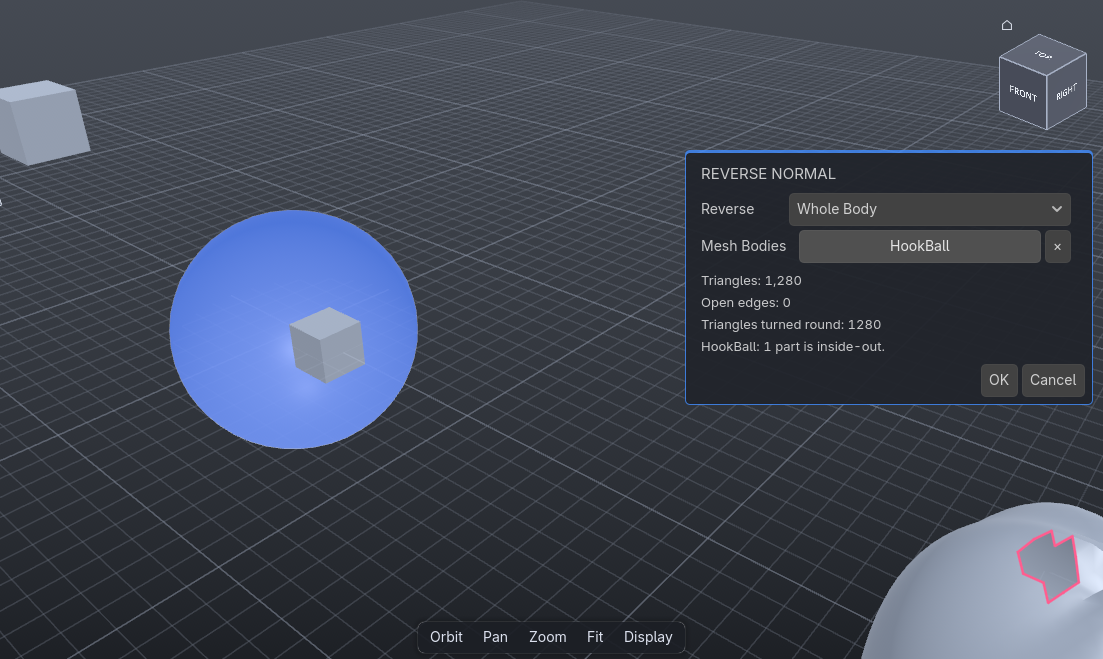 TOP
FRONT
RIGHT
REVERSE NORMAL
Reverse
Whole Body
Mesh Bodies
HookBall
×
Triangles: 1,280
Open edges: 0
Triangles turned round: 1280
HookBall: 1 part is inside-out.
OK
Cancel
Orbit
Pan
Zoom
Fit
Display